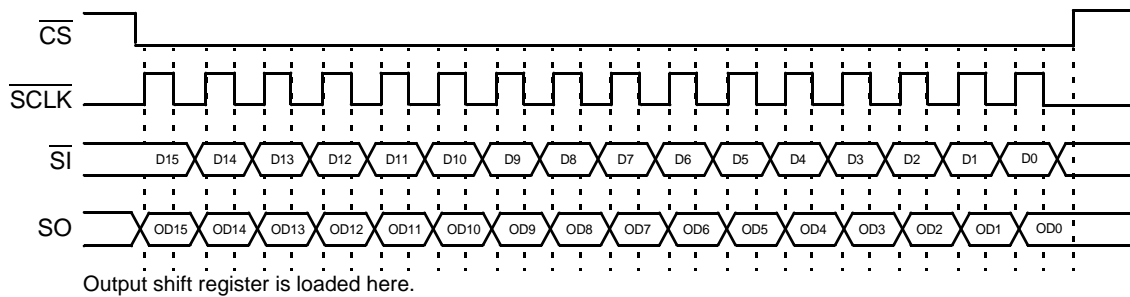 CS
SCLK
SI D15 D14 D13 D12 D11 D10 D9 D8 D7 D6 D5 D4 D3 D2 D1 D0
SO OD15 OD14 OD13 OD12 OD11 OD10 OD9 OD8 OD7 OD6 OD5 OD4 OD3 OD2 OD1 OD0
Output shift register is loaded here.